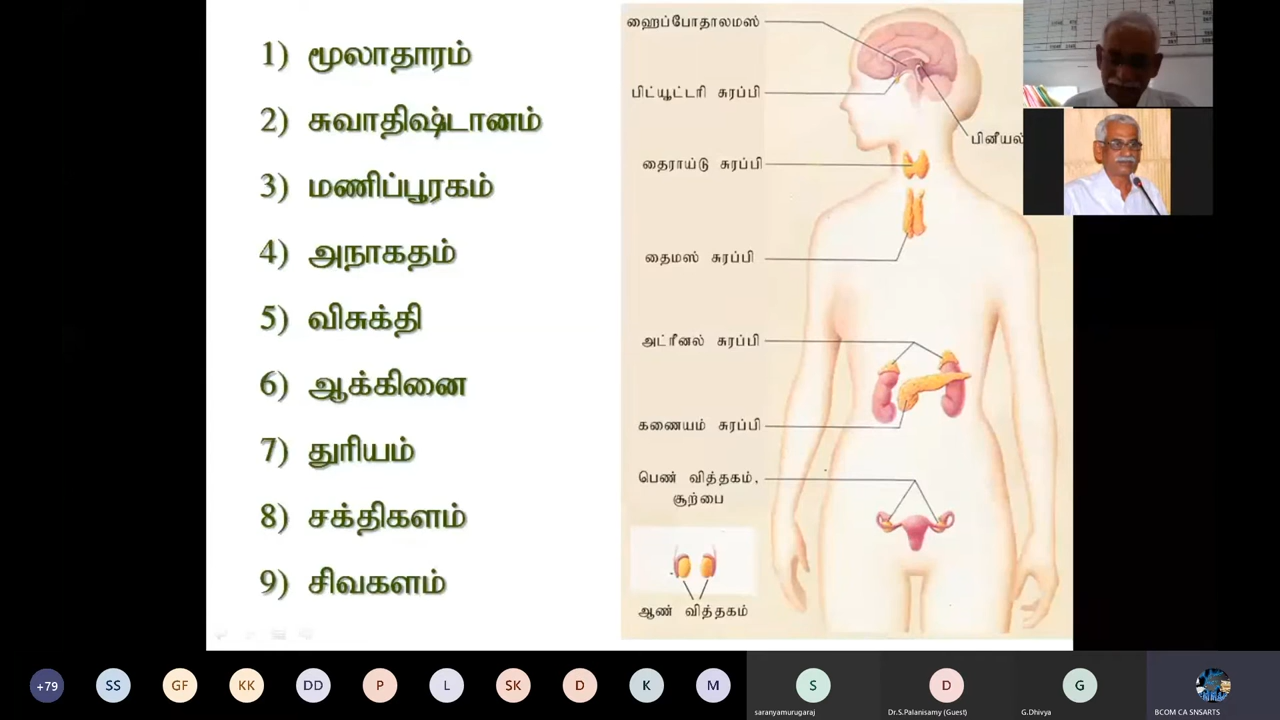 1) மூலாதாரம்
2) சுவாதிஷ்டானம்
3) மணிப்பூரகம்
4) அநாகதம்
5) விசுக்தி
6) ஆக்கினை
7) துரியம்
8) சக்திகளம்
9) சிவகளம்
ஹைப்போதாலமஸ்
பிட்யூட்டரி சுரப்பி
பினீயல்
தைராய்டு சுரப்பி
தைமஸ் சுரப்பி
அட்ரீனல் சுரப்பி
கணையம் சுரப்பி
பெண் வித்தகம்,
சூற்பை
ஆண் வித்தகம்
+79 SS GF KK DD P L SK D K M S D G
saranyamurugaraj Dr.S.Palanisamy (Guest) G.Dhivya BCOM CA SNSARTS